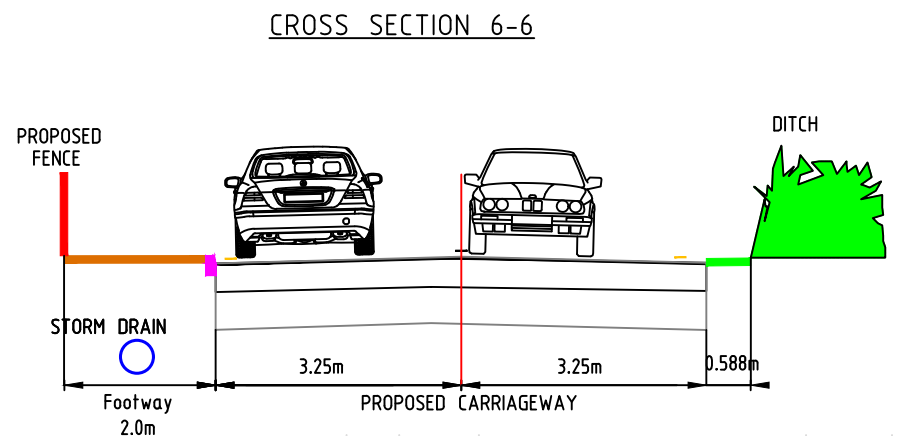 CROSS SECTION 6-6
PROPOSED
FENCE
DITCH
STORM DRAIN
3.25m
3.25m
0.588m
Footway
2.0m
PROPOSED CARRIAGEWAY